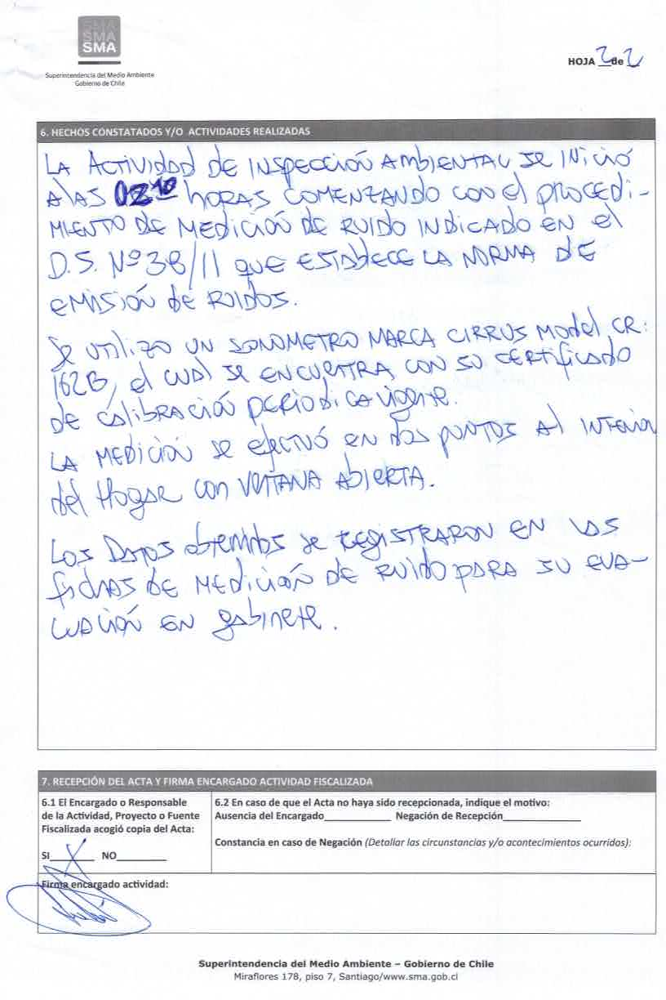 SMA
SMA
SMA
Superintendencia del Medio Ambiente
Gobierno de Chile
HOJA 2 de 2
6. HECHOS CONSTATADOS Y/O ACTIVIDADES REALIZADAS
LA ACTIVIDAD DE INSPECCIÓN AMBIENTAL SE INICIÓ
A LAS 02 10 HORAS COMENZANDO CON el PROCEDI-
MIENTO DE MEDICIÓN DE RUIDO INDICADO EN el
D.S. Nº 38/11 QUE ESTABLECE LA NORMA DE
EMISIÓN DE RUIDOS.
Se utilizo UN SONOMETRO MARCA CIRRUS Model CR:
162B, el CUAL SE ENCUENTRA CON SU CERTIFICADO
DE CALIBRACIÓN PERIODICA vigente.
LA MEDICIÓN SE EFECTUÓ EN dos PUNTOS Al INTERIOR
del HOGAR con VENTANA ABIERTA.
Los DATOS obtenidos se REGISTRARON EN LAS
fichas DE MEDICIÓN DE RUIDO PARA SU EVA-
LUACIÓN EN gabinete.
7. RECEPCIÓN DEL ACTA Y FIRMA ENCARGADO ACTIVIDAD FISCALIZADA
6.1 El Encargado o Responsable
de la Actividad, Proyecto o Fuente
Fiscalizada acogió copia del Acta:
SI X NO
6.2 En caso de que el Acta no haya sido recepcionada, indique el motivo:
Ausencia del Encargado Negación de Recepción
Constancia en caso de Negación (Detallar las circunstancias y/o acontecimientos ocurridos):
Firma encargado actividad:
Superintendencia del Medio Ambiente – Gobierno de Chile
Miraflores 178, piso 7, Santiago/www.sma.gob.cl